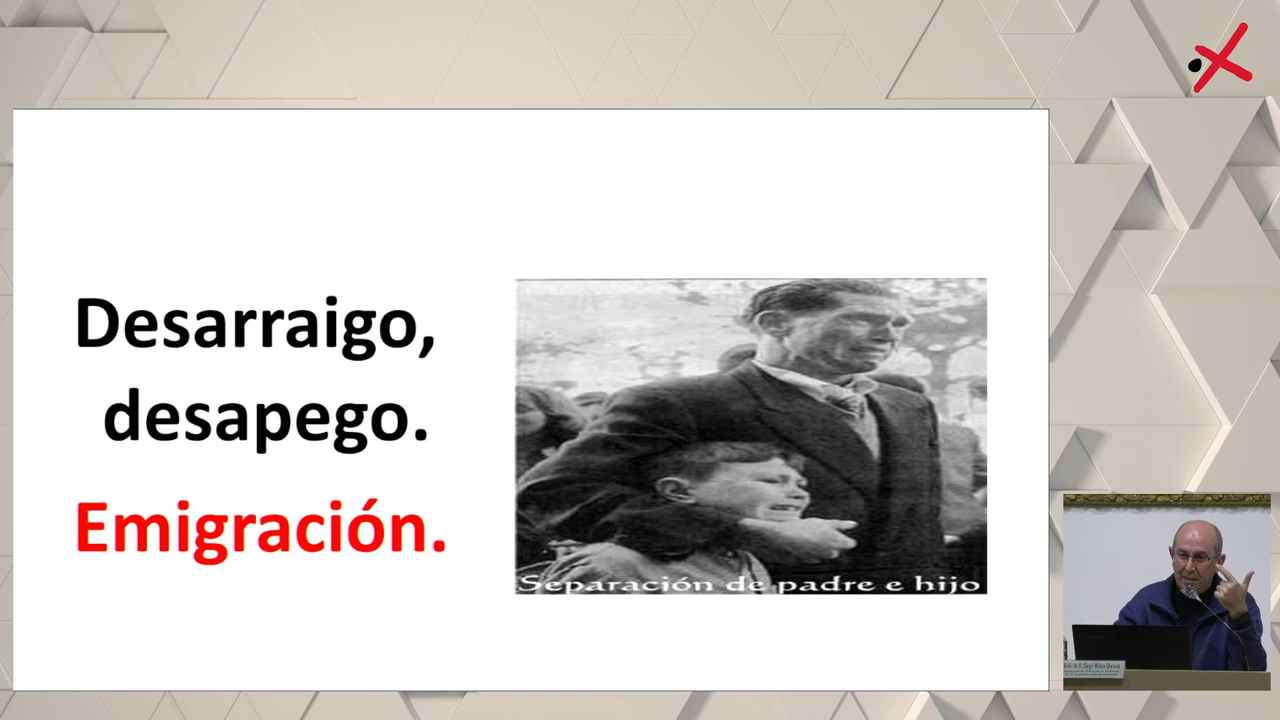 Desarraigo,
desapego.
Emigración.
Separación de padre e hijo